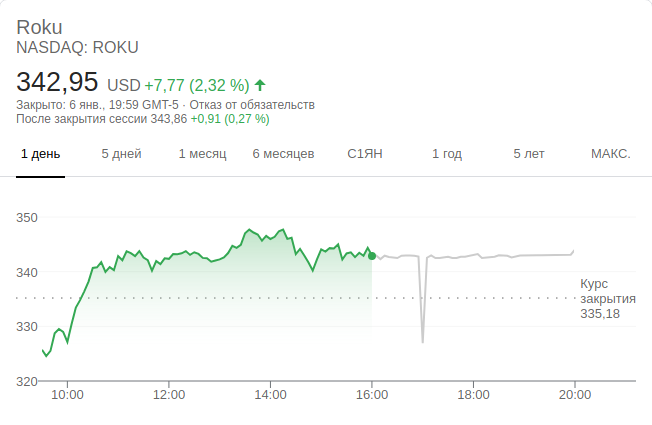 Roku
NASDAQ: ROKU
342,95 USD +7,77 (2,32 %)
Закрыто: 6 янв., 19:59 GMT-5 · Отказ от обязательств
После закрытия сессии 343,86 +0,91 (0,27 %)
1 день 5 дней 1 месяц 6 месяцев С1ЯН 1 год 5 лет МАКС.
350
340
Курс
закрытия
335,18
330
320
10:00 12:00 14:00 16:00 18:00 20:00